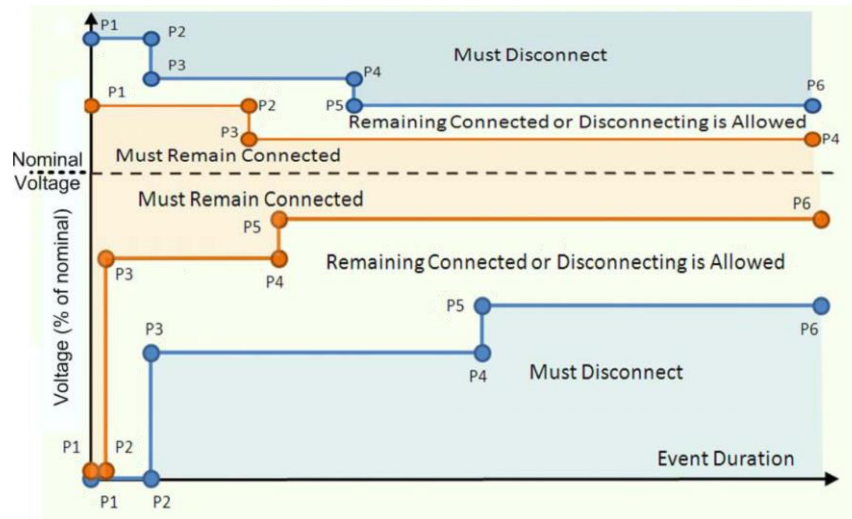 P1
P2
Must Disconnect
P3
P4
P6
P1
P2
P5
Remaining Connected or Disconnecting is Allowed
P3
P4
Must Remain Connected
Nominal
Voltage
Must Remain Connected
P5
P6
P3
P4
Remaining Connected or Disconnecting is Allowed
Voltage (% of nominal)
P3
P5
P6
P4
Must Disconnect
P1
P2
Event Duration
P1
P2